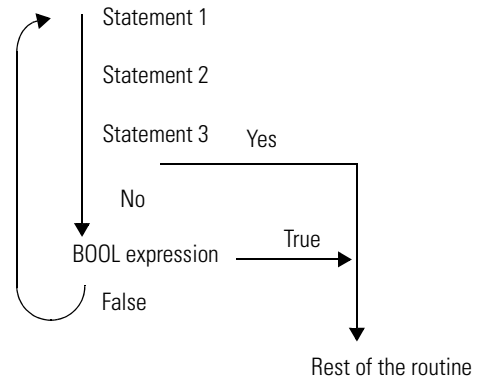 Statement 1
Statement 2
Statement 3
Yes
No
BOOL expression
True
False
Rest of the routine